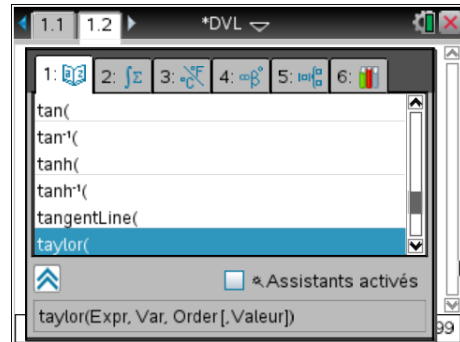 1.1 1.2 *DVL
1: 2: ∫Σ 3: °C°F 4: ∞β° 5: 6:
tan(
tan⁻¹(
tanh(
tanh⁻¹(
tangentLine(
taylor(
Assistants activés
taylor(Expr, Var, Order[,Valeur])
99